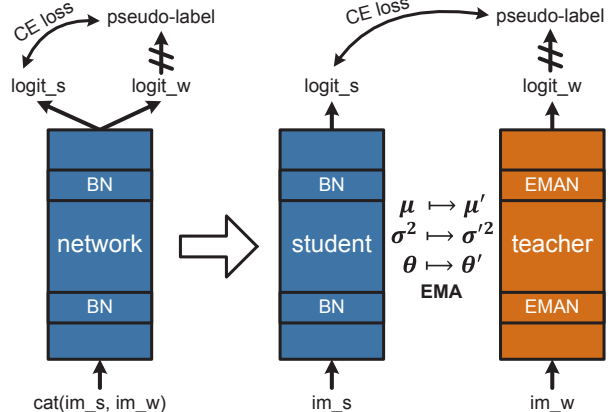 CE loss
pseudo-label
logit_s
logit_w
BN
network
BN
cat(im_s, im_w)
CE loss
pseudo-label
logit_s
logit_w
BN
student
BN
im_s
μ ↦ μ′
σ² ↦ σ′²
θ ↦ θ′
EMA
EMAN
teacher
EMAN
im_w